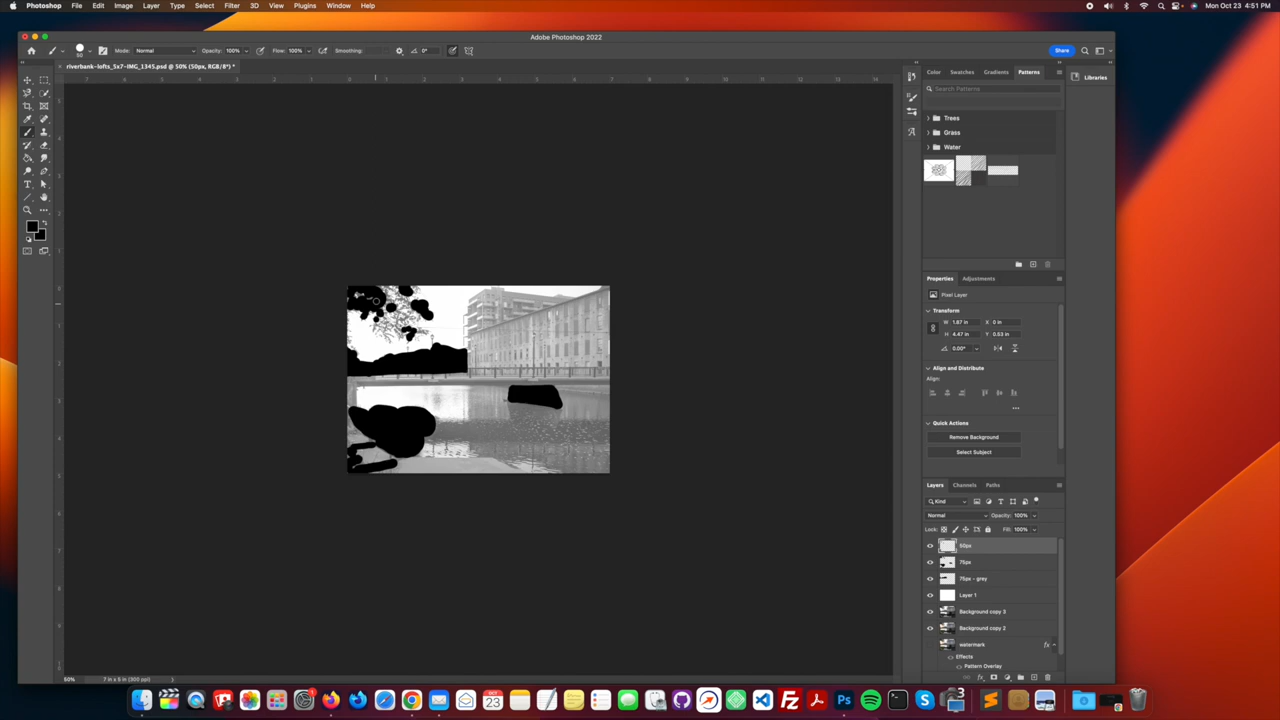 Photoshop File Edit Image Layer Type Select Filter 3D View Plugins Window Help Mon Oct 23 4:51 PM
Adobe Photoshop 2022
50 Mode: Normal Opacity: 100% Flow: 100% Smoothing: 0° Share
riverbank-lofts_5x7-IMG_1345.psd @ 50% (50px, RGB/8*) *
Color Swatches Gradients Patterns Libraries
Search Patterns
Trees
Grass
Water
Properties Adjustments
Pixel Layer
Transform
W 1.87 in X 0 in
H 4.47 in Y 0.53 in
0.00°
Align and Distribute
Align:
Quick Actions
Remove Background
Select Subject
Layers Channels Paths
Kind
Normal Opacity: 100%
Lock: Fill: 100%
50px
75px
75px - grey
Layer 1
Background copy 3
Background copy 2
watermark fx
Effects
Pattern Overlay
50% 7 in x 5 in (300 ppi)